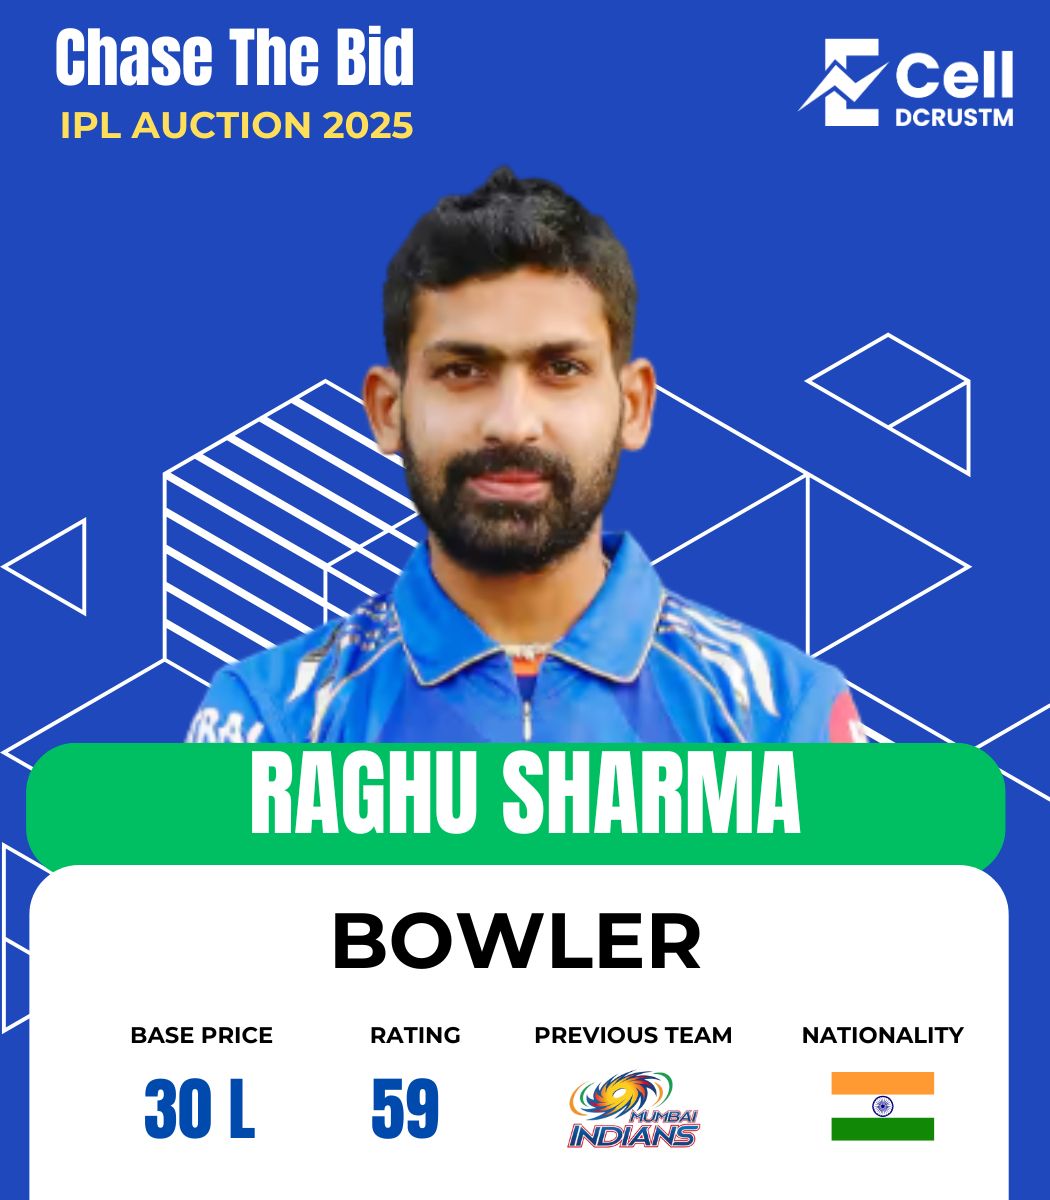 Chase The Bid
IPL AUCTION 2025
Cell
DCRUSTM
RAGHU SHARMA
BOWLER
BASE PRICE
RATING
PREVIOUS TEAM
NATIONALITY
30 L
59
MUMBAI
INDIANS